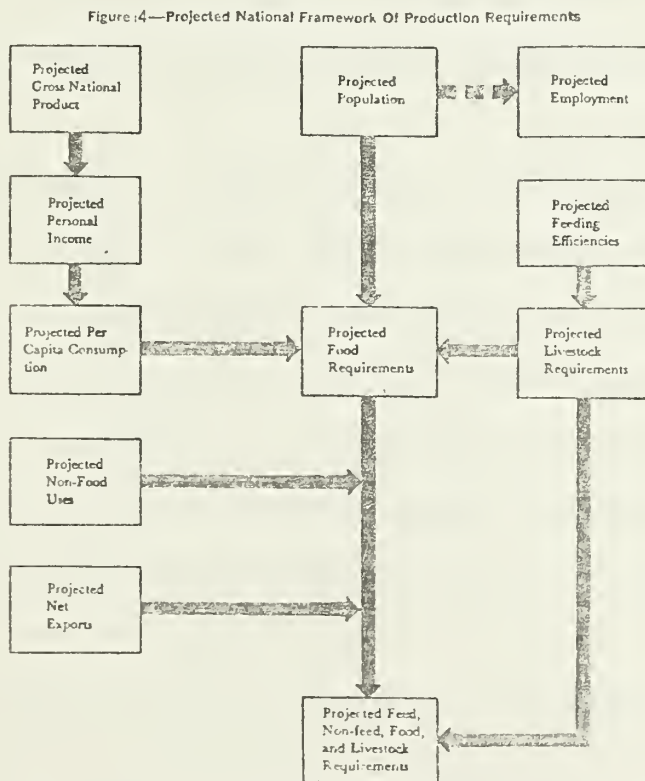 Figure 4—Projected National Framework Of Production Requirements
Projected
Gross National
Product
Projected
Population
Projected
Employment
Projected
Personal
Income
Projected
Feeding
Efficiencies
Projected Per
Capita Consump-
tion
Projected
Food
Requirements
Projected
Livestock
Requirements
Projected
Non-Food
Uses
Projected
Net
Exports
Projected Feed,
Non-feed, Food,
and Livestock
Requirements